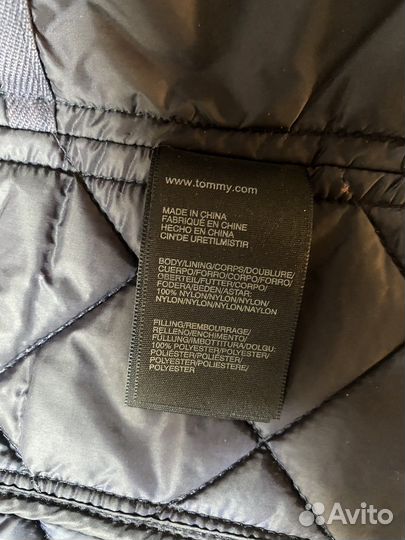 www.tommy.com
MADE IN CHINA
FABRIQUÉ EN CHINE
HECHO EN CHINA
CIN'DE URETILMISTIR
BODY/LINING/CORPS/DOUBLURE/
CUERPO/FORRO/CORPO/FORRO/
OBERTEIL/FUTTER/CORPO/
FODERA/BEDEN/ASTAR:
100% NYLON/NYLON/NYLON/
NYLON/NYLON/NYLON/NAYLON
FILLING/REMBOURRAGE/
RELLENO/ENCHIMENTO/
FÜLLUNG/IMBOTTITURA/DOLGU:
100% POLYESTER/POLYESTER/
POLIÉSTER/POLIÉSTER/
POLYESTER/POLIESTERE/
POLYESTER
Avito